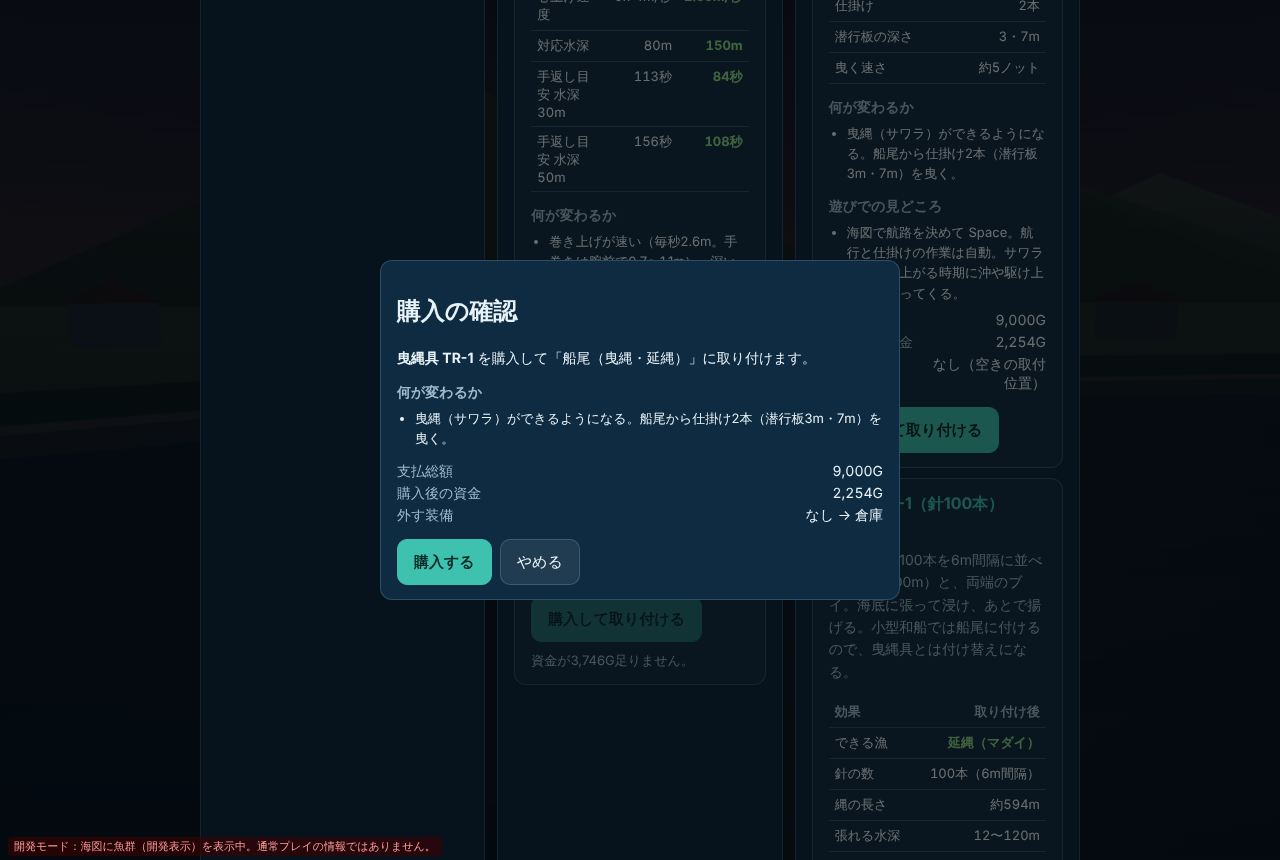 度
対応水深 80m 150m
手返し目
安 水深
30m
113秒 84秒
手返し目
安 水深
50m
156秒 108秒
何が変わるか
• 巻き上げが速い（毎秒2.6m。手
仕掛け 2本
潜行板の深さ 3・7m
曳く速さ 約5ノット
何が変わるか
• 曳縄（サワラ）ができるようにな
る。船尾から仕掛け2本（潜行板
3m・7m）を曳く。
遊びでの見どころ
• 海図で航路を決めて Space。航
行と仕掛けの作業は自動。サワラ
上がる時期に沖や駆け上
ってくる。
9,000G
金 2,254G
なし（空きの取付
位置）
て取り付ける
購入の確認
曳縄具 TR-1 を購入して「船尾（曳縄・延縄）」に取り付けます。
何が変わるか
• 曳縄（サワラ）ができるようになる。船尾から仕掛け2本（潜行板3m・7m）を
曳く。
支払総額 9,000G
購入後の資金 2,254G
外す装備 なし → 倉庫
購入する やめる
購入して取り付ける
資金が3,746G足りません。
-1（針100本）
100本を6m間隔に並べ
00m）と、両端のブ
イ。海底に張って浸け、あとで揚
げる。小型和船では船尾に付ける
ので、曳縄具とは付け替えにな
る。
効果 取り付け後
できる漁 延縄（マダイ）
針の数 100本（6m間隔）
縄の長さ 約594m
張れる水深 12〜120m
開発モード：海図に魚群（開発表示）を表示中。通常プレイの情報ではありません。